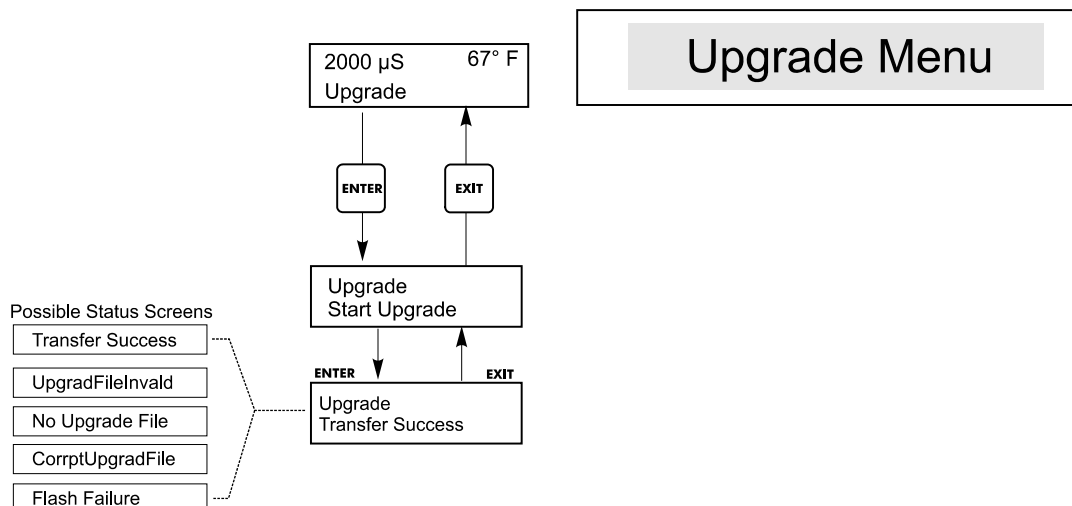 Upgrade Menu
2000 µS 67° F
Upgrade
ENTER EXIT
Upgrade
Start Upgrade
ENTER EXIT
Upgrade
Transfer Success
Possible Status Screens
Transfer Success
UpgradFileInvald
No Upgrade File
CorrptUpgradFile
Flash Failure